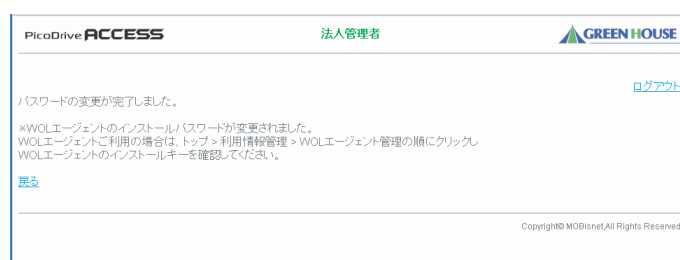 PicoDrive ACCESS 法人管理者 GREEN HOUSE
ログアウト
パスワードの変更が完了しました。
※WOLエージェントのインストールパスワードが変更されました。
WOLエージェントご利用の場合は、トップ > 利用情報管理 > WOLエージェント管理の順にクリックし
WOLエージェントのインストールキーを確認してください。
戻る
Copyright© MOBisnet,All Rights Reserved